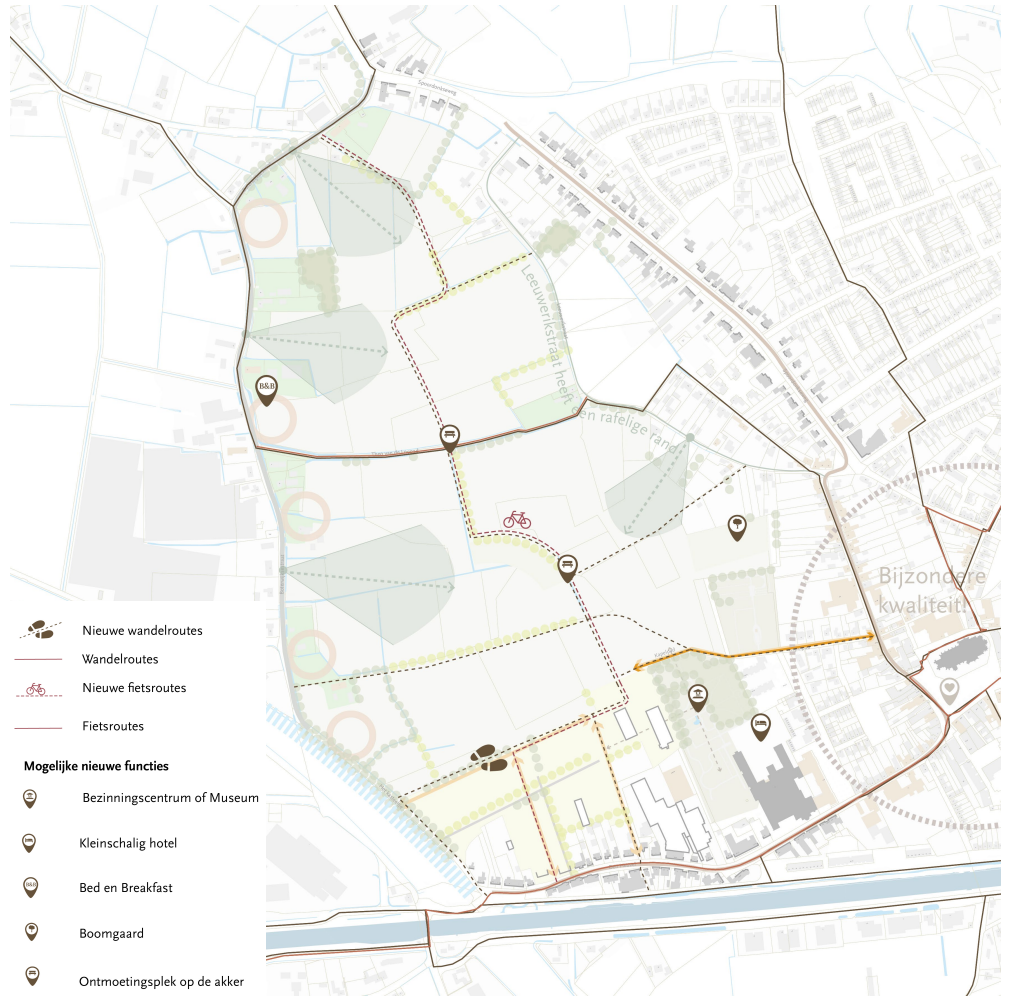 Leeuwerikstraat heeft
een rafelige rand
B&B
Bijzondere
kwaliteit!
Nieuwe wandelroutes
Wandelroutes
Nieuwe fietsroutes
Fietsroutes
Mogelijke nieuwe functies
Bezinningscentrum of Museum
Kleinschalig hotel
B&B
Bed en Breakfast
Boomgaard
Ontmoetingsplek op de akker